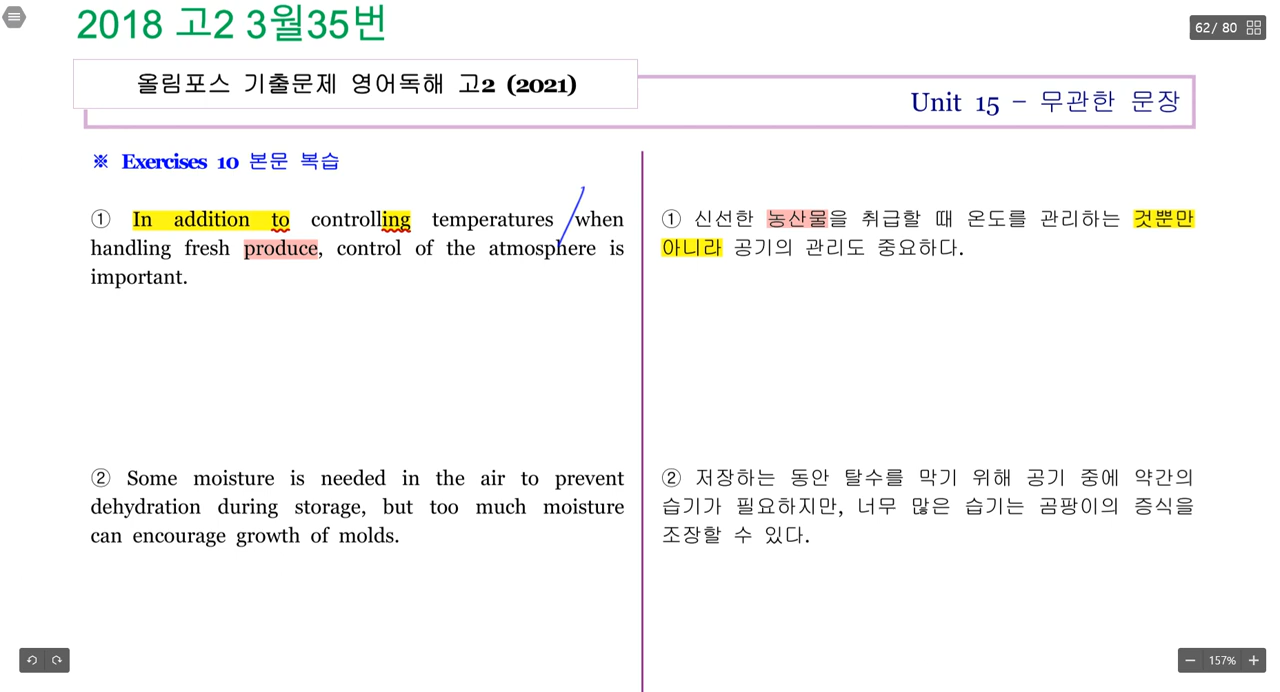 2018 고2 3월35번
62/ 80
올림포스 기출문제 영어독해 고2 (2021)
Unit 15 – 무관한 문장
※ Exercises 10 본문 복습
① In addition to controlling temperatures when
handling fresh produce, control of the atmosphere is
important.
① 신선한 농산물을 취급할 때 온도를 관리하는 것뿐만
아니라 공기의 관리도 중요하다.
② Some moisture is needed in the air to prevent
dehydration during storage, but too much moisture
can encourage growth of molds.
② 저장하는 동안 탈수를 막기 위해 공기 중에 약간의
습기가 필요하지만, 너무 많은 습기는 곰팡이의 증식을
조장할 수 있다.
157%